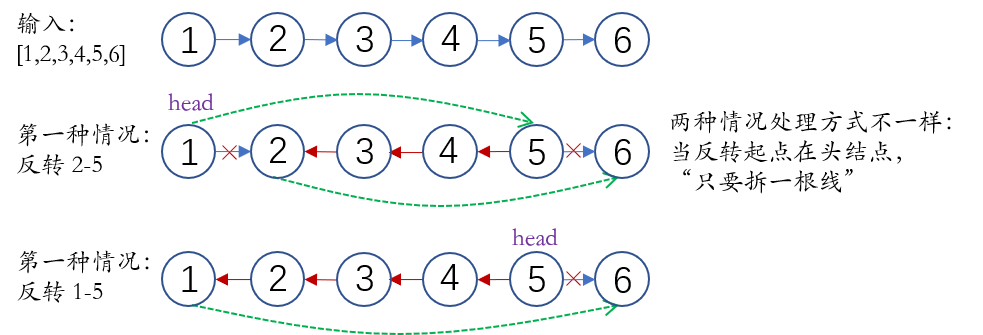 输入:
[1,2,3,4,5,6]
1 2 3 4 5 6
head
第一种情况:
反转 2-5
1 2 3 4 5 6
两种情况处理方式不一样:
当反转起点在头结点,
“只要拆一根线”
head
第一种情况:
反转 1-5
1 2 3 4 5 6